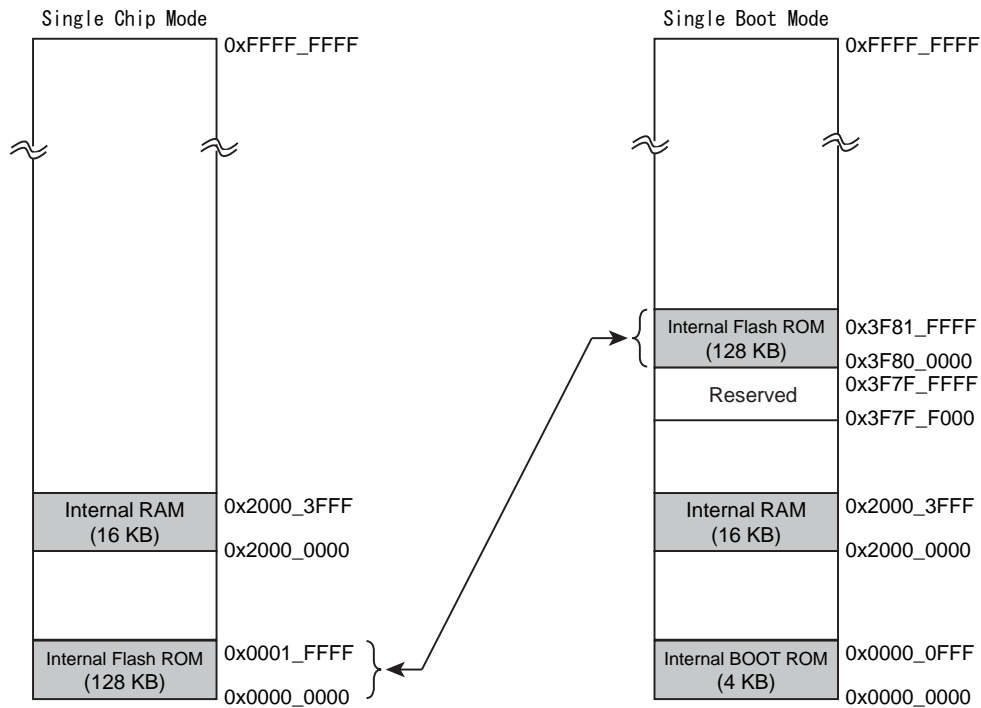 Single Chip Mode
0xFFFF_FFFF
Internal RAM
(16 KB)
0x2000_3FFF
0x2000_0000
Internal Flash ROM
(128 KB)
0x0001_FFFF
0x0000_0000
Single Boot Mode
0xFFFF_FFFF
Internal Flash ROM
(128 KB)
0x3F81_FFFF
0x3F80_0000
Reserved
0x3F7F_FFFF
0x3F7F_F000
Internal RAM
(16 KB)
0x2000_3FFF
0x2000_0000
Internal BOOT ROM
(4 KB)
0x0000_0FFF
0x0000_0000